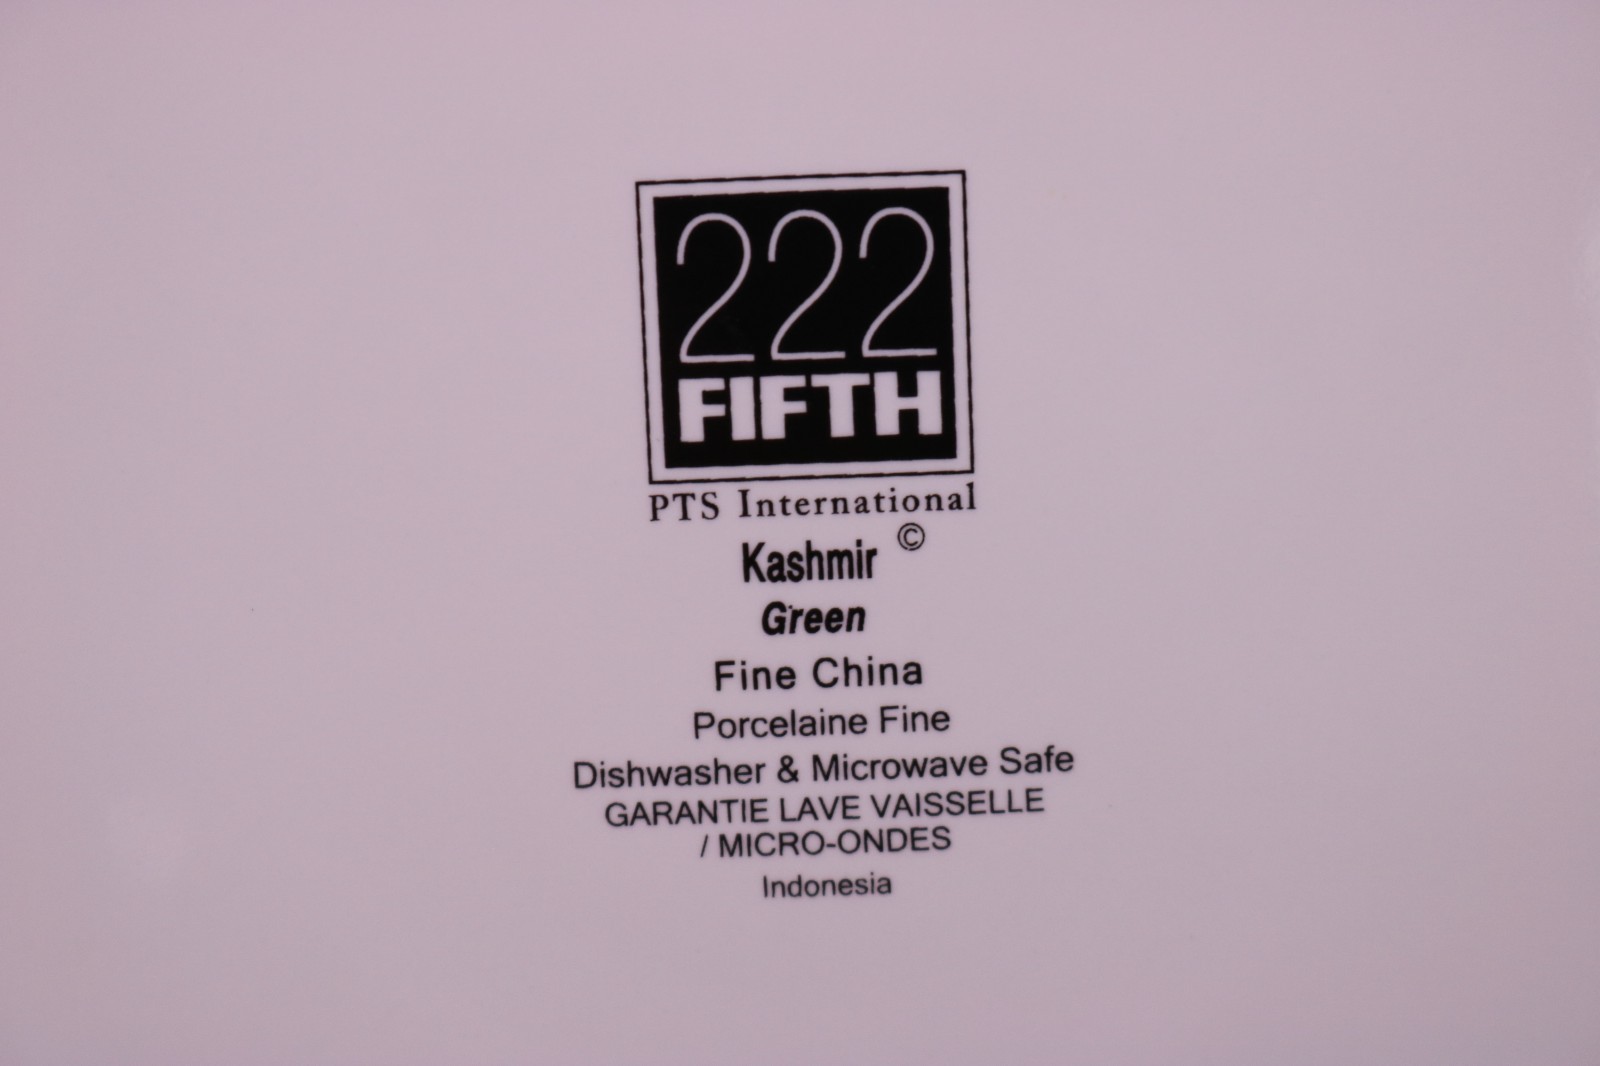 222
FIFTH
PTS International
Kashmir ©
Green
Fine China
Porcelaine Fine
Dishwasher & Microwave Safe
GARANTIE LAVE VAISSELLE
/ MICRO-ONDES
Indonesia